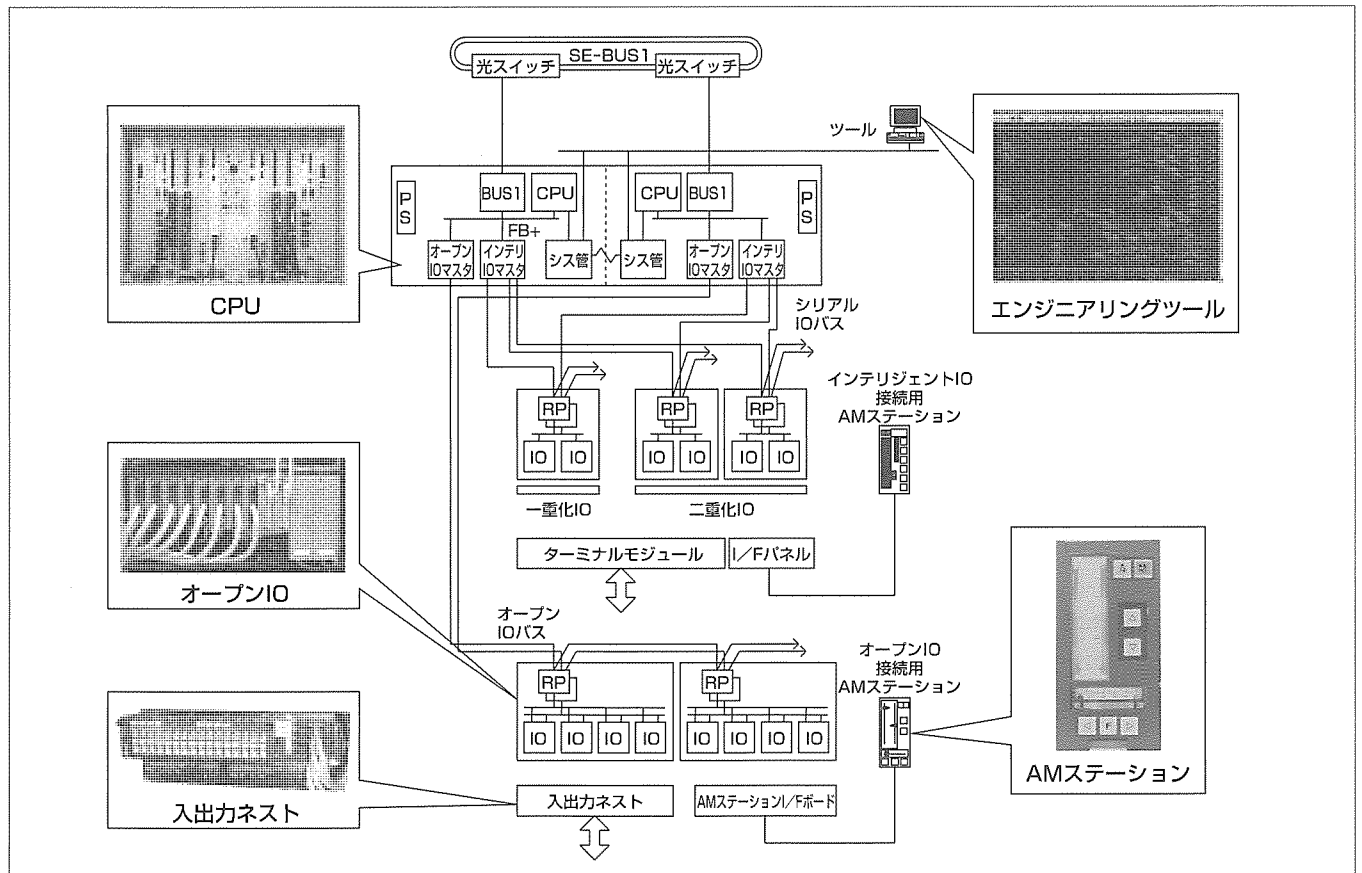 SE-BUS1
光スイッチ
光スイッチ
ツール
PS
BUS1
CPU
CPU
BUS1
PS
FB+
オープン
IOマスタ
インテリ
IOマスタ
シス管
シス管
オープン
IOマスタ
インテリ
IOマスタ
CPU
エンジニアリングツール
シリアル
IOバス
インテリジェントIO
接続用
AMステーション
RP
RP
RP
IO
IO
IO
IO
IO
IO
一重化IO
二重化IO
ターミナルモジュール
I/Fパネル
オープンIO
オープン
IOバス
オープンIO
接続用
AMステーション
RP
RP
IO
IO
IO
IO
IO
IO
IO
IO
A M
F
AMステーション
入出力ネスト
入出力ネスト
AMステーションI/Fボード